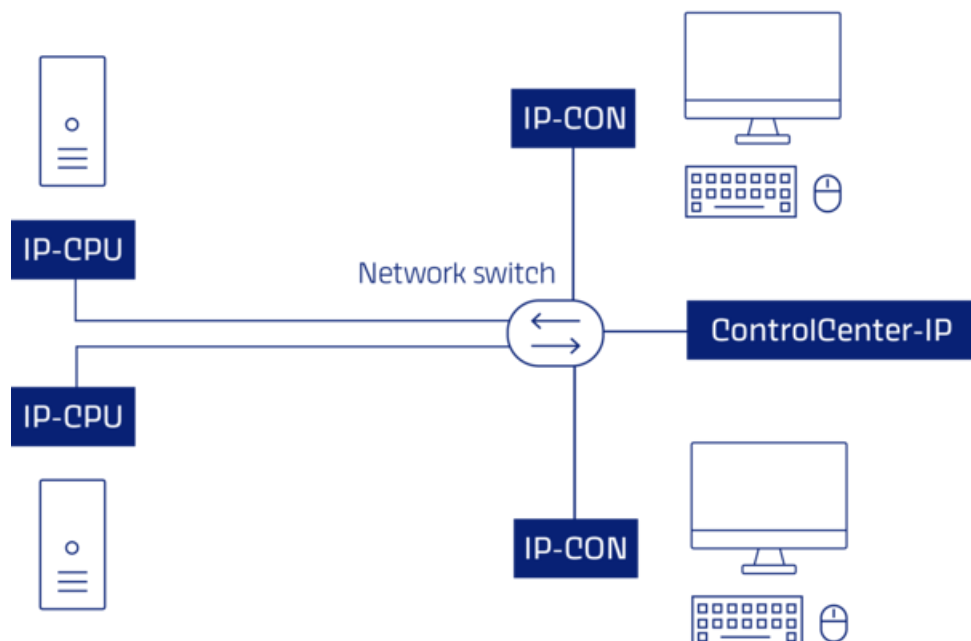 IP-CON
IP-CPU
Network switch
ControlCenter-IP
IP-CPU
IP-CON